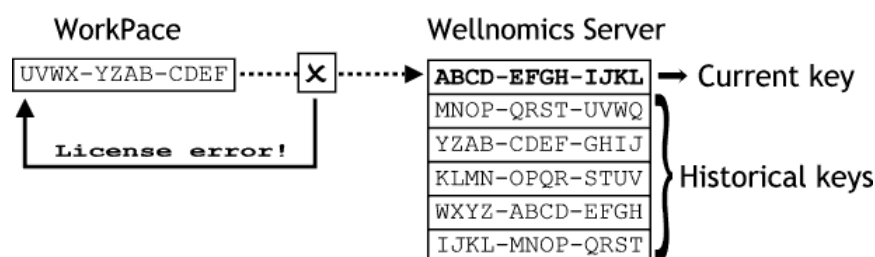 WorkPace
Wellnomics Server
UVWX-YZAB-CDEF
X
ABCD-EFGH-IJKL
Current key
MNOP-QRST-UVWQ
License error!
YZAB-CDEF-GHIJ
KLMN-OPQR-STUV
Historical keys
WXYZ-ABCD-EFGH
IJKL-MNOP-QRST